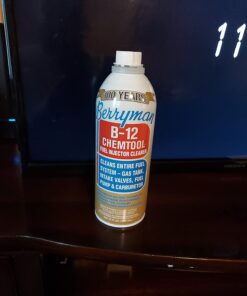 100 YEARS
Berryman
B-12
CHEMTOOL
FUEL INJECTOR CLEANER
CLEANS ENTIRE FUEL
SYSTEM - GAS TANK,
INTAKE VALVES, FUEL
PUMP & CARBURETOR
11